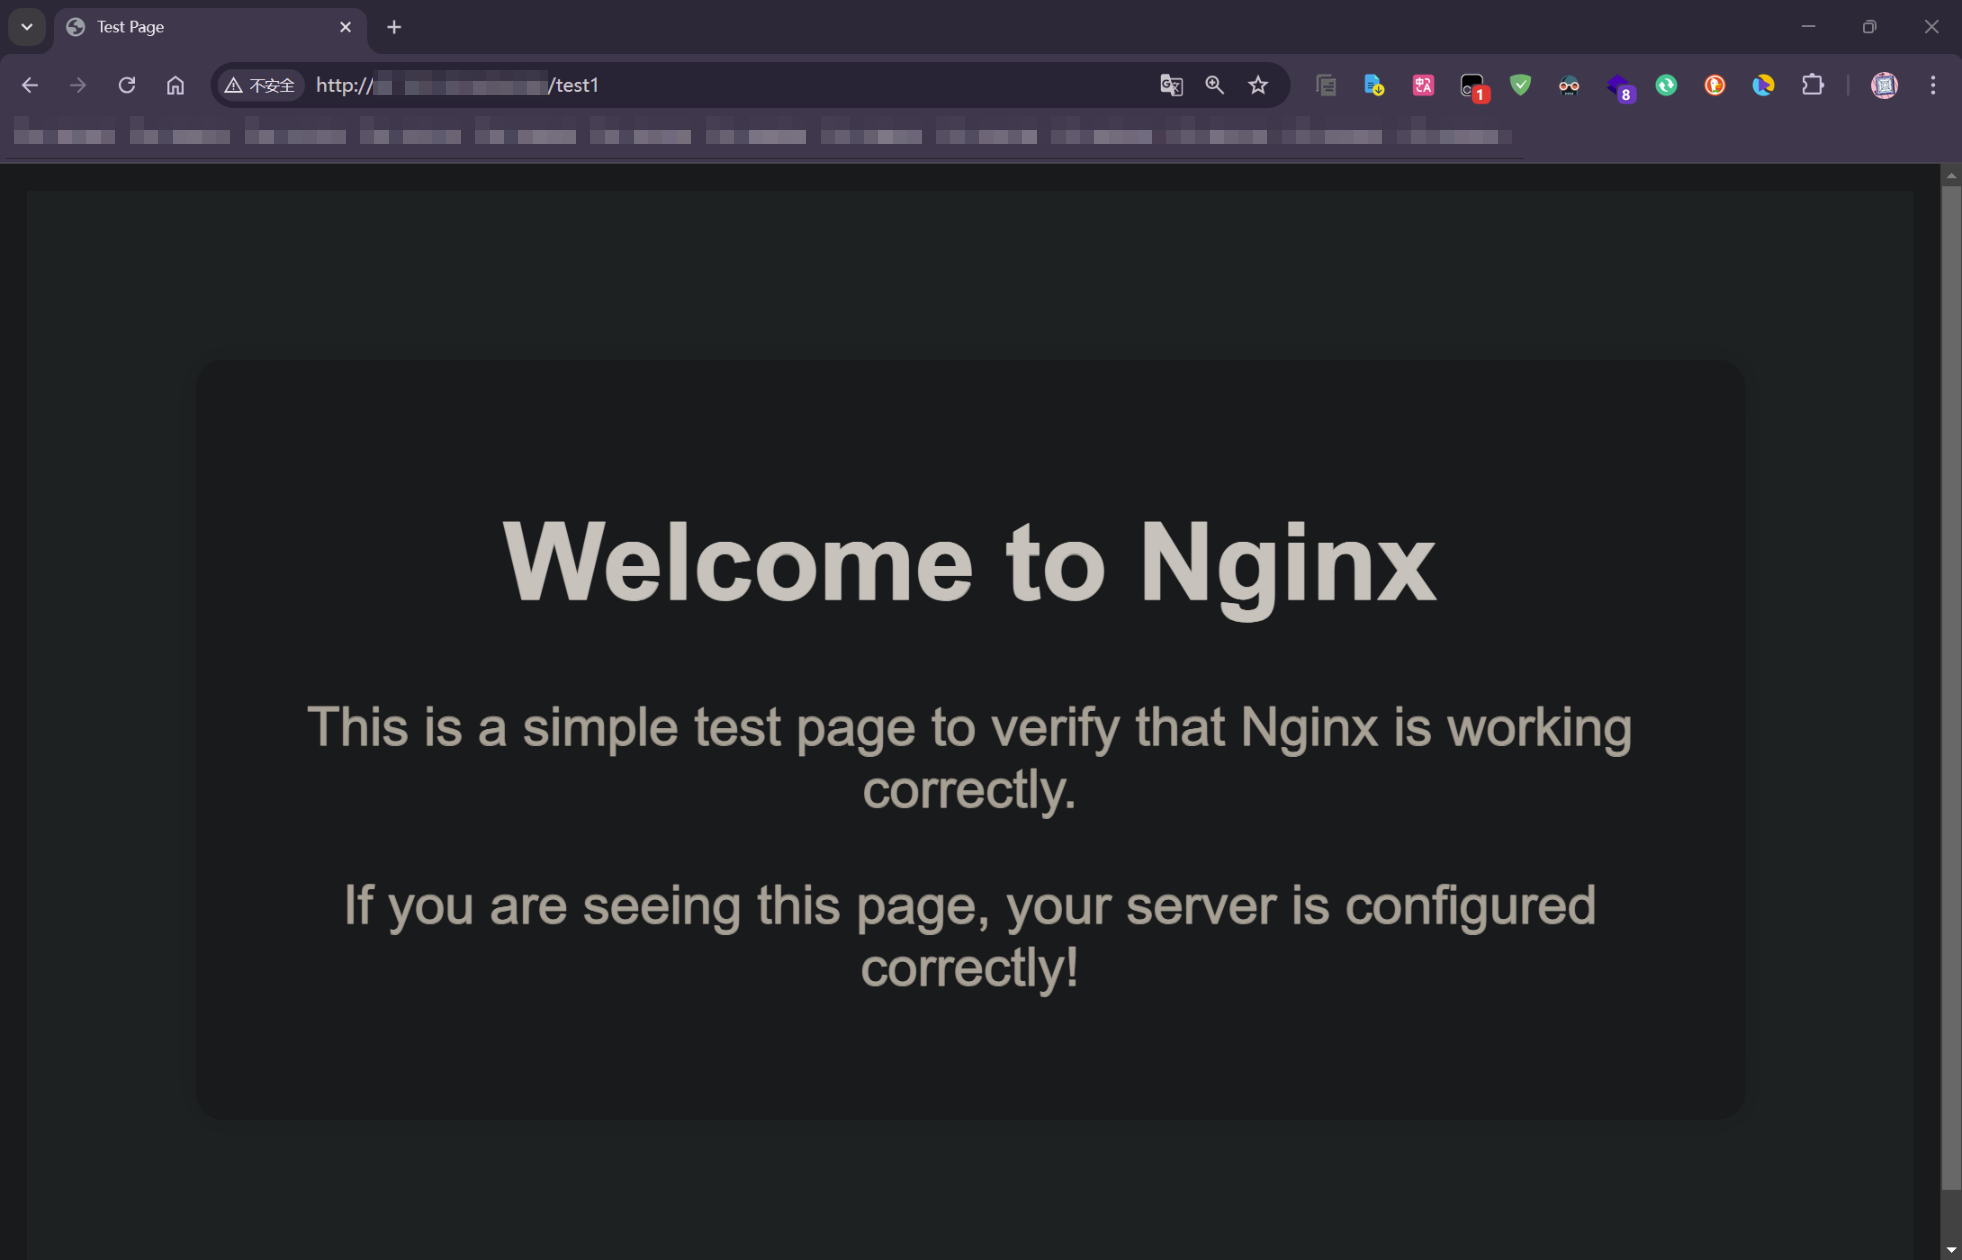 Test Page
不安全
http://
/test1
1
8
Welcome to Nginx
This is a simple test page to verify that Nginx is working
correctly.
If you are seeing this page, your server is configured
correctly!